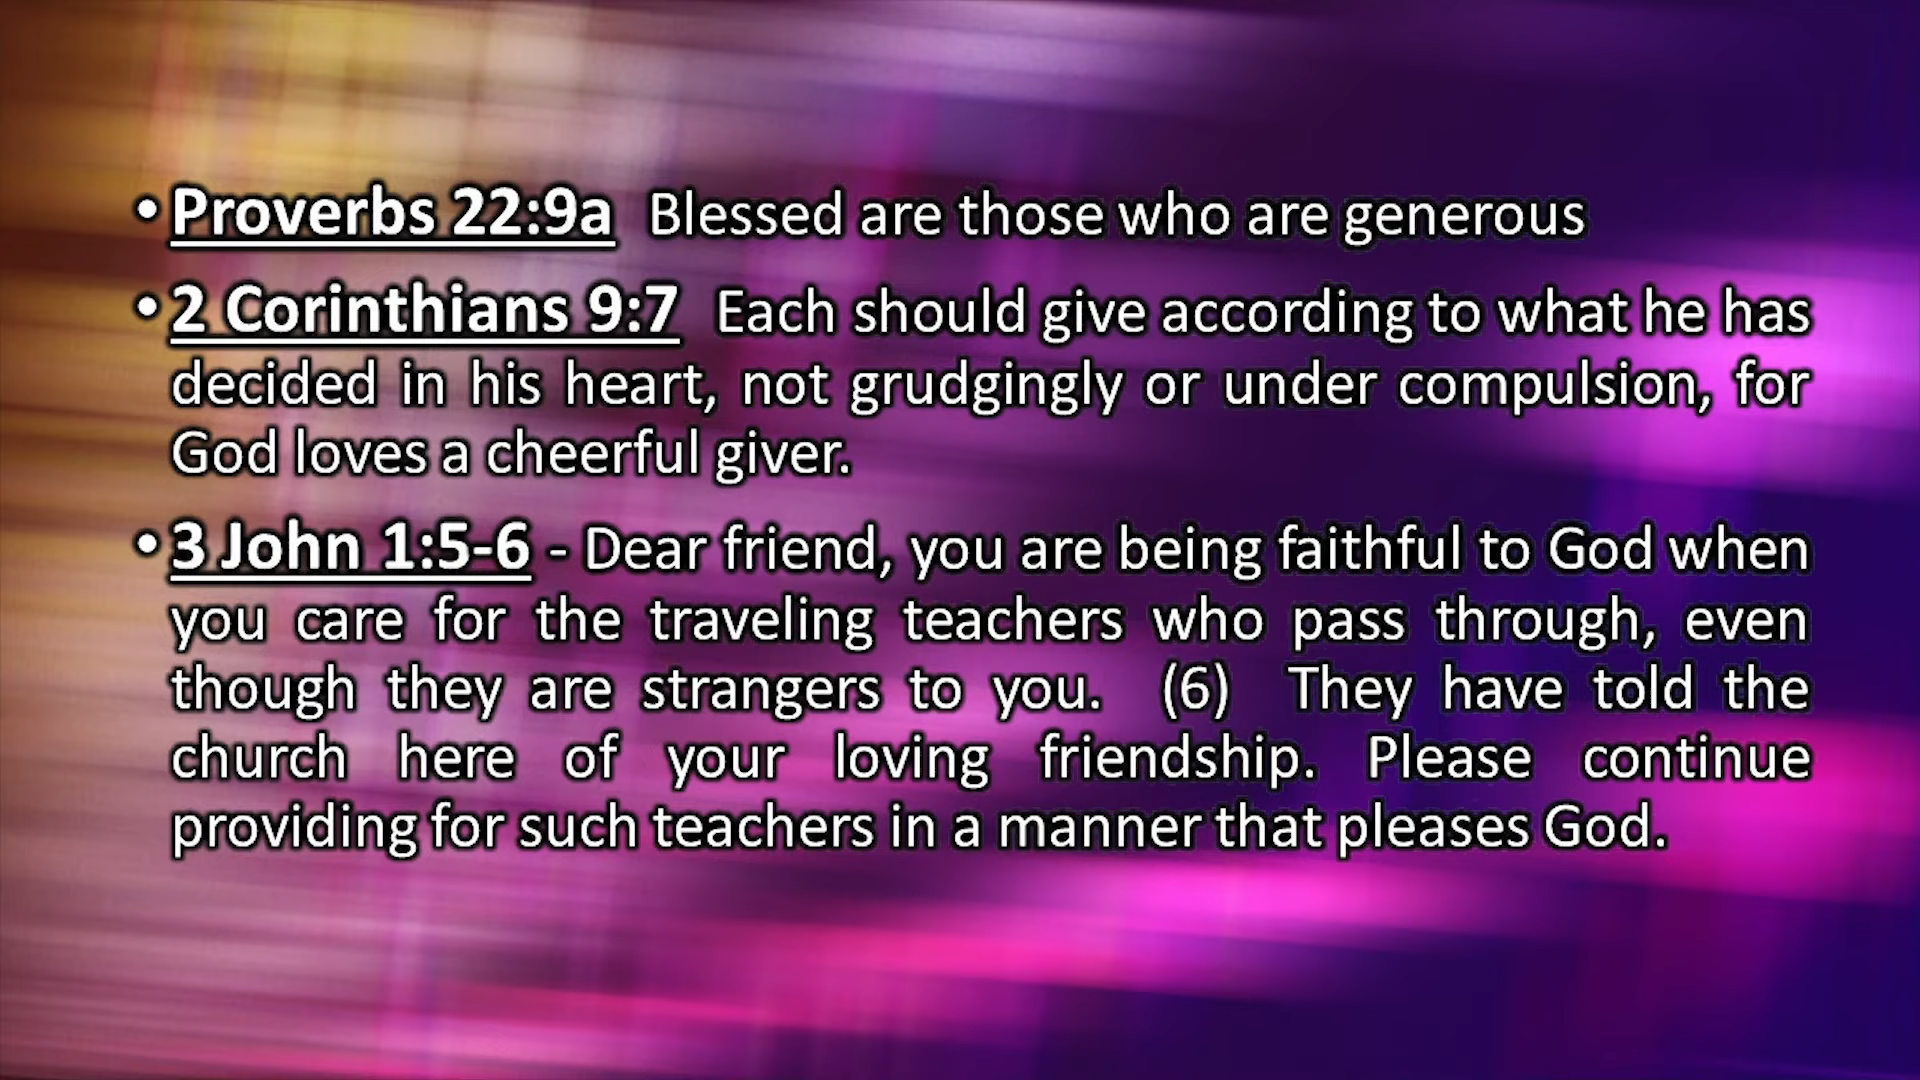 • Proverbs 22:9a Blessed are those who are generous
• 2 Corinthians 9:7 Each should give according to what he has
decided in his heart, not grudgingly or under compulsion, for
God loves a cheerful giver.
• 3 John 1:5-6 - Dear friend, you are being faithful to God when
you care for the traveling teachers who pass through, even
though they are strangers to you. (6) They have told the
church here of your loving friendship. Please continue
providing for such teachers in a manner that pleases God.